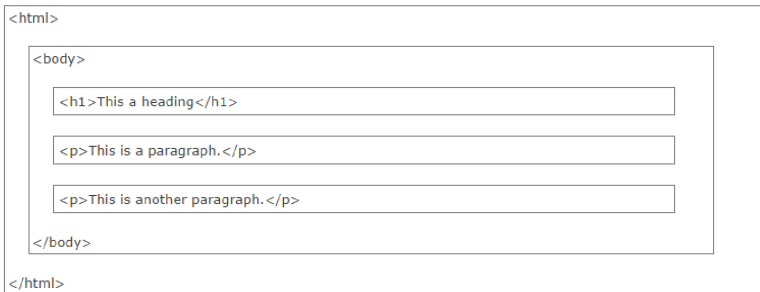 <html>
<body>
<h1>This a heading</h1>
<p>This is a paragraph.</p>
<p>This is another paragraph.</p>
</body>
</html>